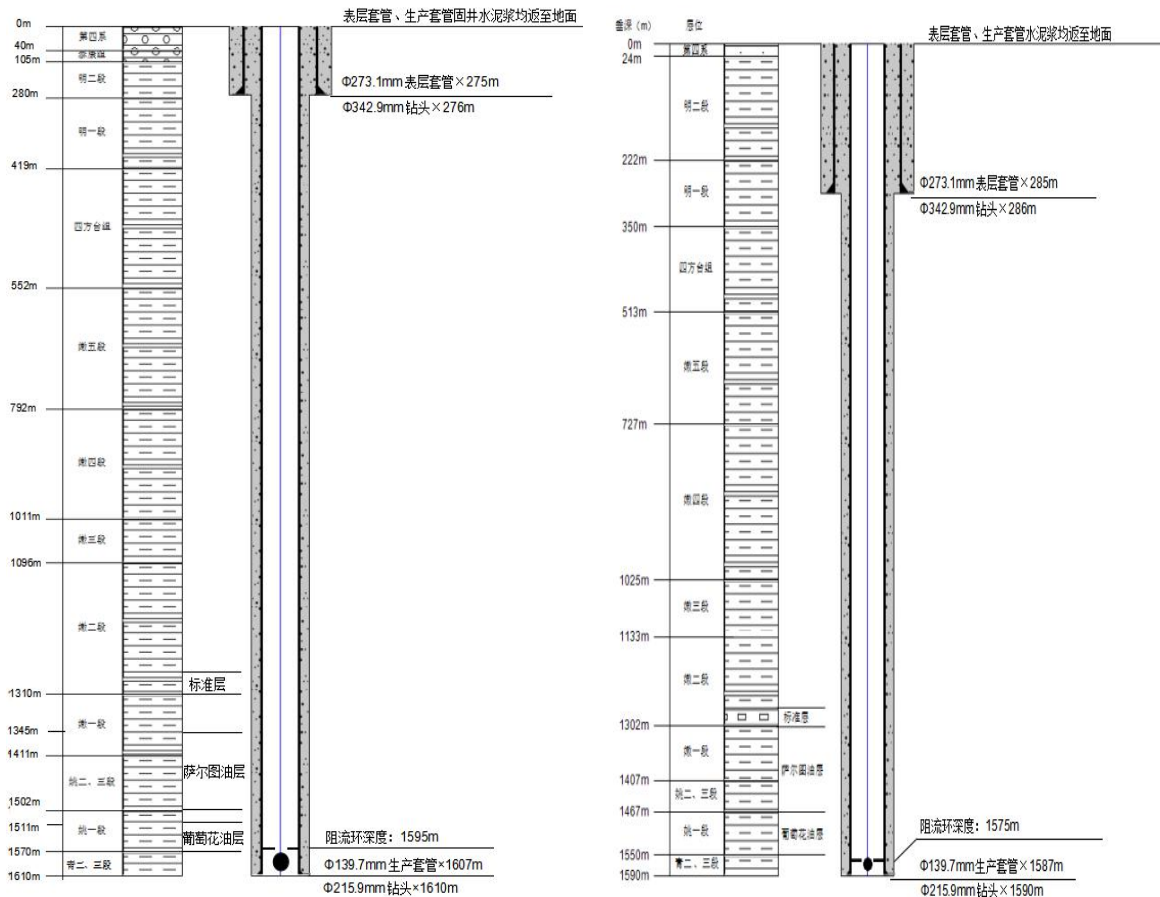 表层套管、生产套管固井水泥浆均返至地面
0m
第四系
40m
泰康组
105m
明二段
Φ273.1mm表层套管×275m
280m
Φ342.9mm钻头×276m
明一段
419m
四方台组
552m
嫩五段
792m
嫩四段
1011m
嫩三段
1096m
嫩二段
标准层
1310m
嫩一段
1345m
1411m
萨尔图油层
姚二、三段
1502m
1511m
姚一段
葡萄花油层
阻流环深度：1595m
1570m
青二、三段
Φ139.7mm生产套管×1607m
1610m
Φ215.9mm钻头×1610m
垂深（m）
层位
表层套管、生产套管水泥浆均返至地面
0m
第四系
24m
明二段
222m
明一段
Φ273.1mm表层套管×285m
Φ342.9mm钻头×286m
350m
四方台组
513m
嫩五段
727m
嫩四段
1025m
嫩三段
1133m
嫩二段
标准层
1302m
嫩一段
萨尔图油层
1407m
姚二、三段
1467m
姚一段
葡萄花油层
阻流环深度：1575m
1550m
青二、三段
Φ139.7mm生产套管×1587m
1590m
Φ215.9mm钻头×1590m